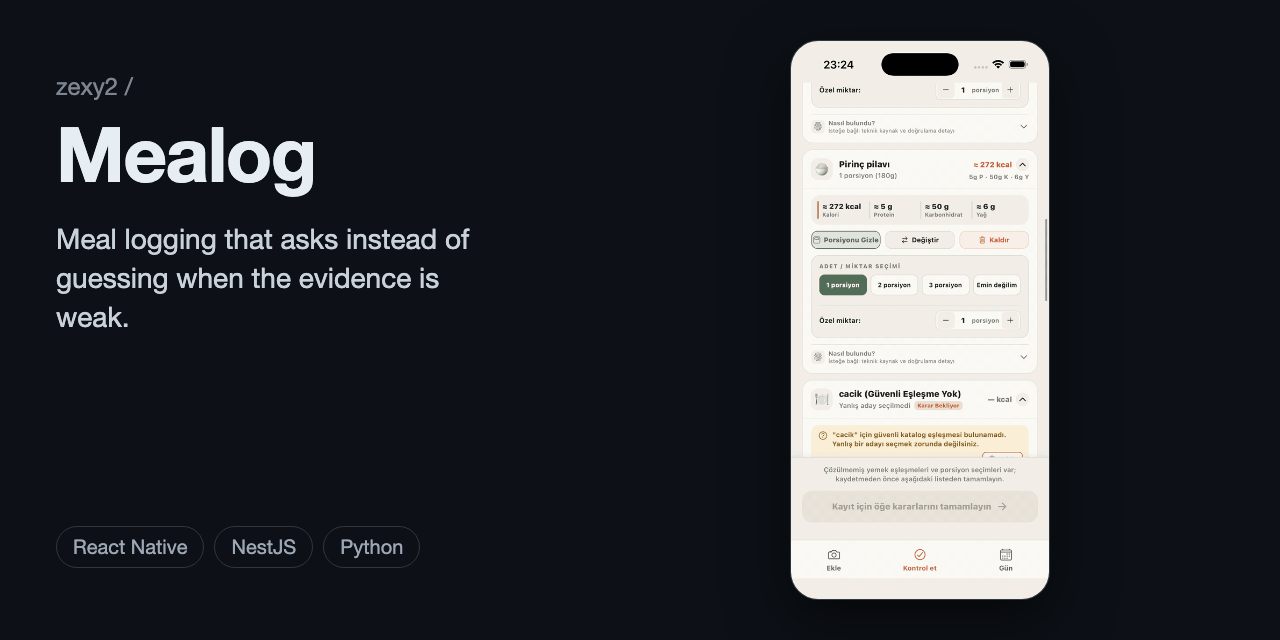 zexy2 /
Mealog
Meal logging that asks instead of
guessing when the evidence is
weak.
React Native
NestJS
Python
23:24
Özel miktar:
− 1 porsiyon +
Nasıl bulundu?
İsteğe bağlı teknik kaynak ve doğrulama detayı
Pirinç pilavı
≈ 272 kcal
1 porsiyon (180g)
5g P · 50g K · 6g Y
≈ 272 kcal
≈ 5 g
≈ 50 g
≈ 6 g
Kalori
Protein
Karbonhidrat
Yağ
Porsiyonu Gizle
Değiştir
Kaldır
ADET / MİKTAR SEÇİMİ
1 porsiyon
2 porsiyon
3 porsiyon
Emin değilim
Özel miktar:
− 1 porsiyon +
Nasıl bulundu?
İsteğe bağlı teknik kaynak ve doğrulama detayı
cacik (Güvenli Eşleşme Yok)
— kcal
Yanlış aday seçilmedi
Karar Bekliyor
"cacik" için güvenli katalog eşleşmesi bulunamadı.
Yanlış bir adayı seçmek zorunda değilsiniz.
Çözülmemiş yemek eşleşmeleri ve porsiyon seçimleri var;
kaydetmeden önce aşağıdaki listeden tamamlayın.
Kayıt için öğe kararlarını tamamlayın →
Ekle
Kontrol et
Gün